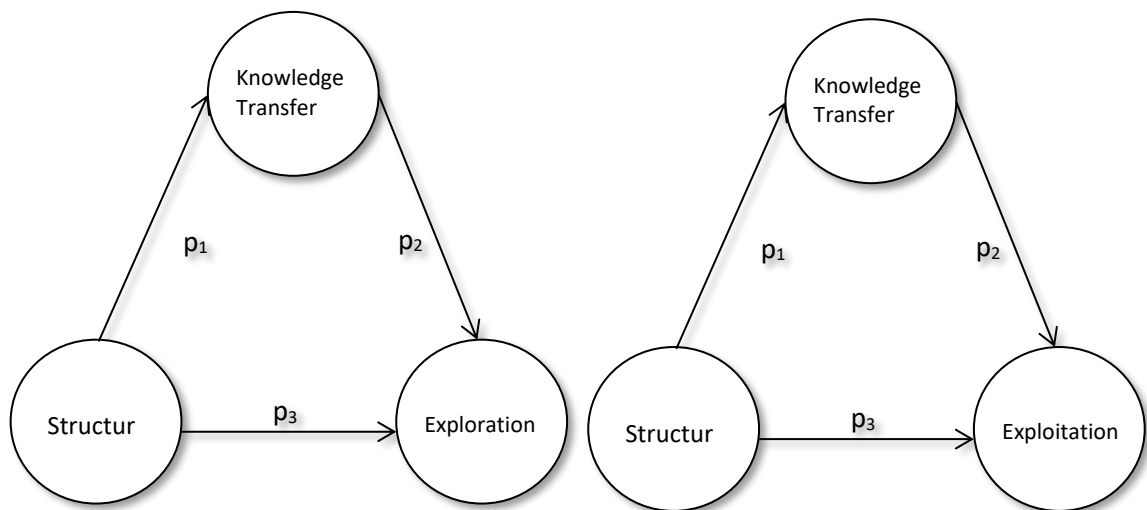 Knowledge
Transfer
p₁
p₂
Structur
p₃
Exploration
Knowledge
Transfer
p₁
p₂
Structur
p₃
Exploitation